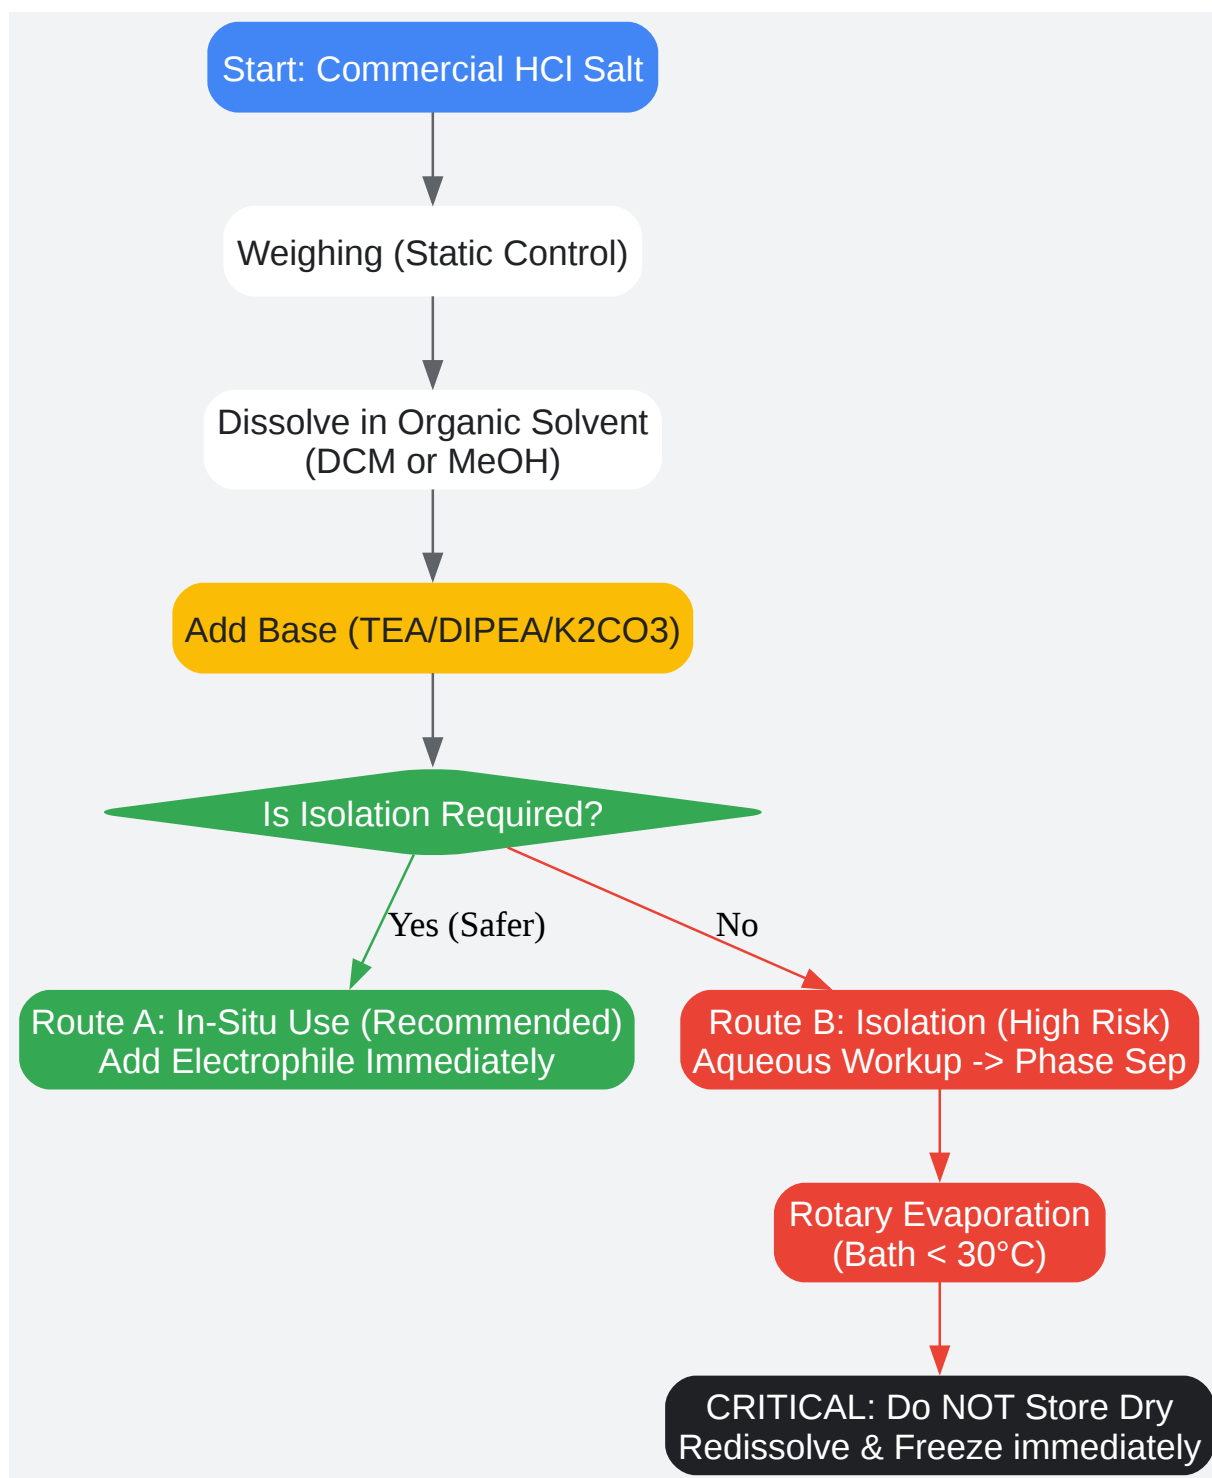 Start: Commercial HCl Salt
Weighing (Static Control)
Dissolve in Organic Solvent
(DCM or MeOH)
Add Base (TEA/DIPEA/K2CO3)
Is Isolation Required?
Yes (Safer)
No
Route A: In-Situ Use (Recommended)
Add Electrophile Immediately
Route B: Isolation (High Risk)
Aqueous Workup -> Phase Sep
Rotary Evaporation
(Bath < 30°C)
CRITICAL: Do NOT Store Dry
Redissolve & Freeze immediately